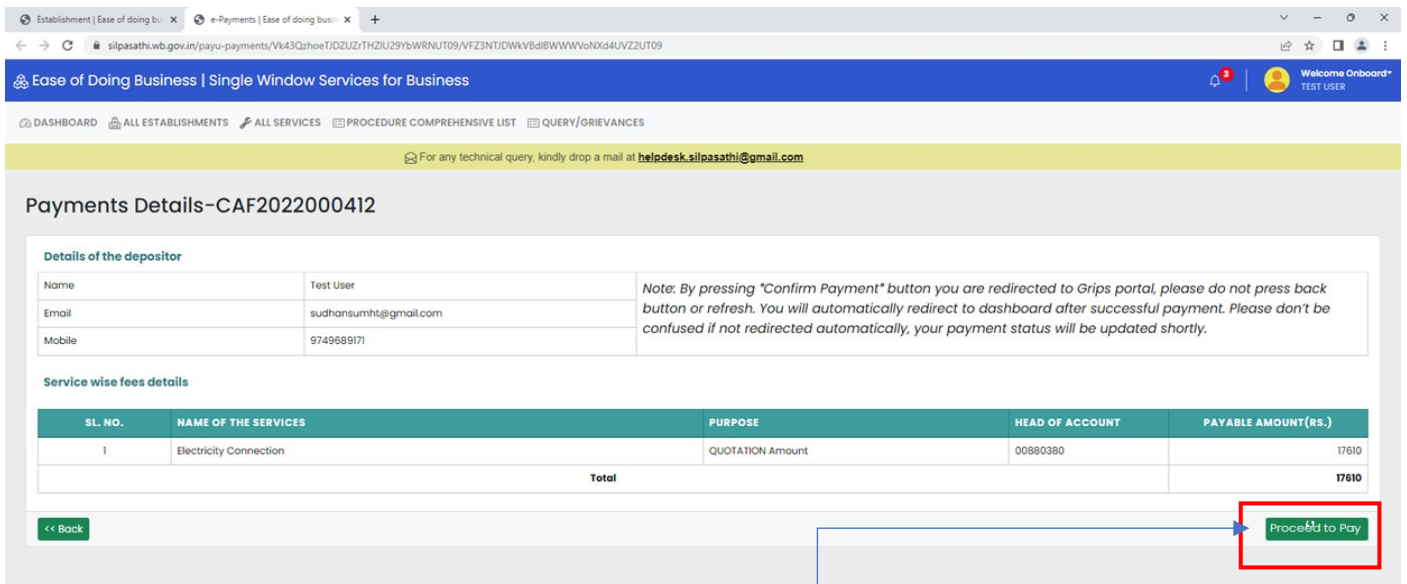 Establishment | Ease of doing bu
e-Payments | Ease of doing busin
silpasathi.wb.gov.in/payu-payments/Vk43QzhoeTJDZUZrTHZIU29YbWRNUT09/VFZ3NTJDWkVBdlBWWWVoNXd4UVZ2UT09
Ease of Doing Business | Single Window Services for Business
3
Welcome Onboard
TEST USER
DASHBOARD ALL ESTABLISHMENTS ALL SERVICES PROCEDURE COMPREHENSIVE LIST QUERY/GRIEVANCES
For any technical query, kindly drop a mail at helpdesk.silpasathi@gmail.com
Payments Details-CAF2022000412
Details of the depositor
Name Test User
Email sudhansumht@gmail.com
Mobile 9749689171
Note: By pressing "Confirm Payment" button you are redirected to Grips portal, please do not press back
button or refresh. You will automatically redirect to dashboard after successful payment. Please don't be
confused if not redirected automatically, your payment status will be updated shortly.
Service wise fees details
SL. NO. NAME OF THE SERVICES PURPOSE HEAD OF ACCOUNT PAYABLE AMOUNT(RS.)
1 Electricity Connection QUOTATION Amount 00880380 17610
Total 17610
<< Back
Proceed to Pay